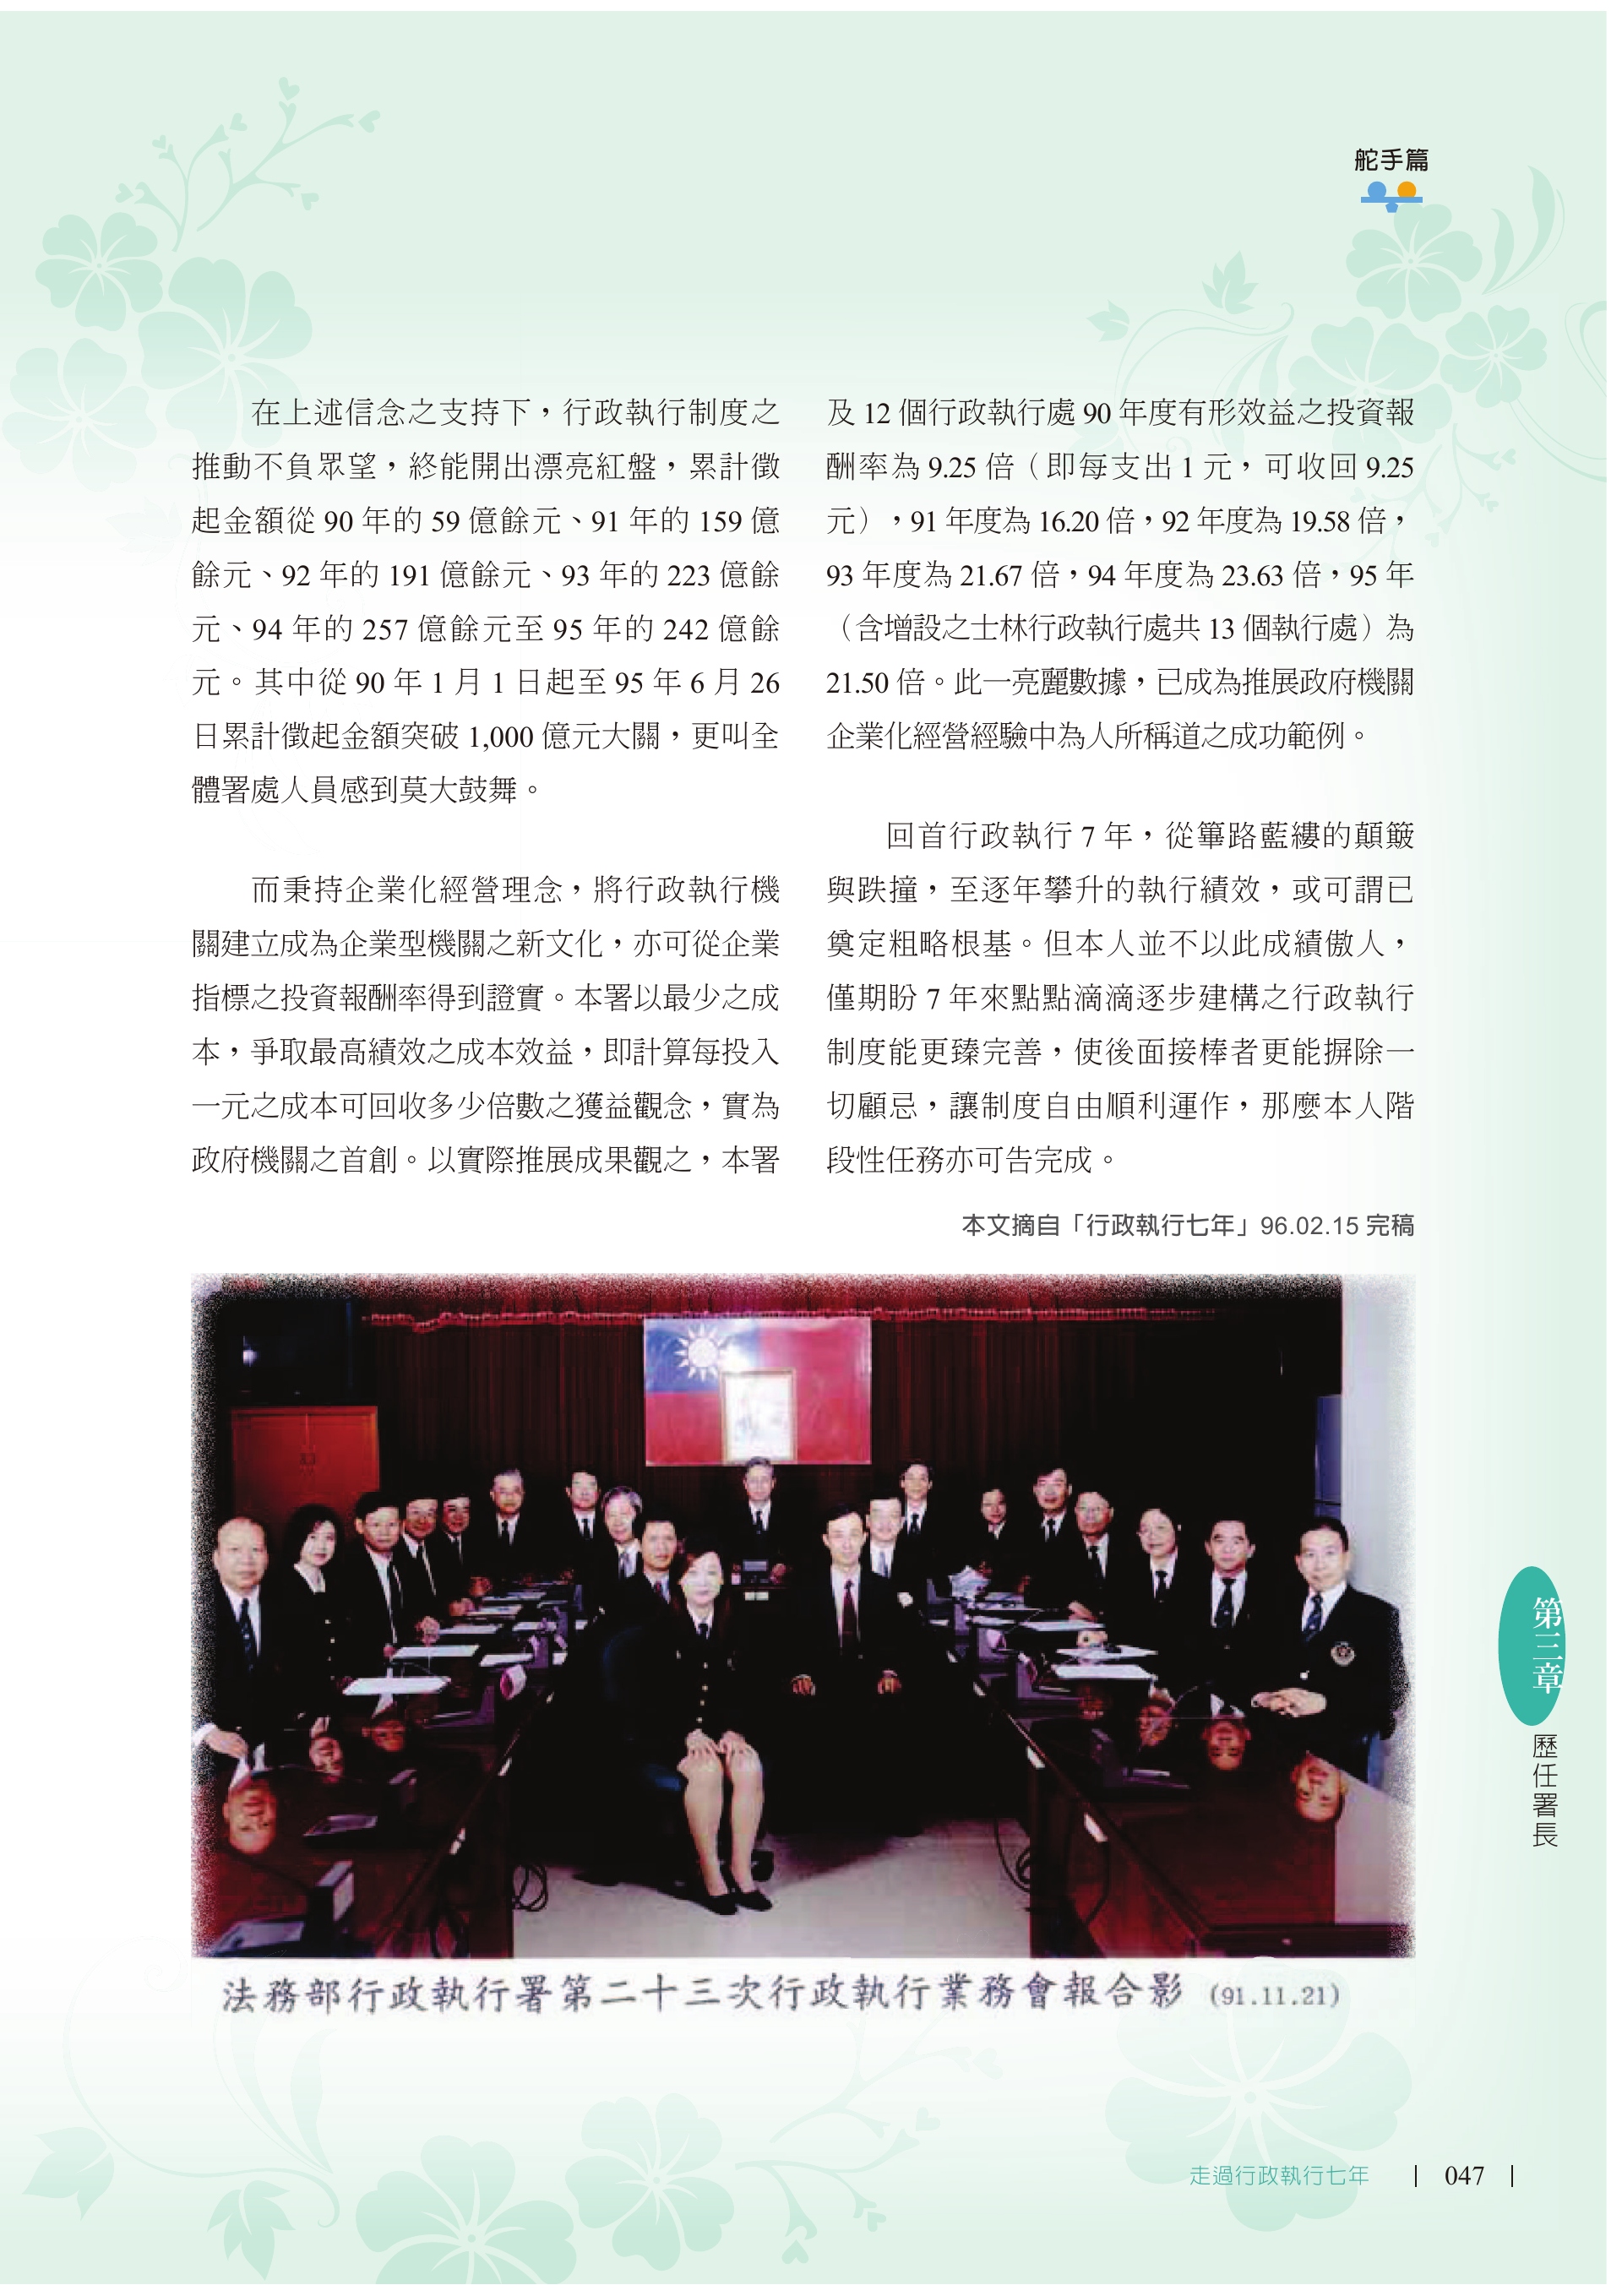 舵手篇
在上述信念之支持下，行政執行制度之
推動不負眾望，終能開出漂亮紅盤，累計徵
起金額從 90 年的 59 億餘元、91 年的 159 億
餘元、92 年的 191 億餘元、93 年的 223 億餘
元、94 年的 257 億餘元至 95 年的 242 億餘
元。其中從 90 年 1 月 1 日起至 95 年 6 月 26
日累計徵起金額突破 1,000 億元大關，更叫全
體署處人員感到莫大鼓舞。
而秉持企業化經營理念，將行政執行機
關建立成為企業型機關之新文化，亦可從企業
指標之投資報酬率得到證實。本署以最少之成
本，爭取最高績效之成本效益，即計算每投入
一元之成本可回收多少倍數之獲益觀念，實為
政府機關之首創。以實際推展成果觀之，本署
及 12 個行政執行處 90 年度有形效益之投資報
酬率為 9.25 倍（即每支出 1 元，可收回 9.25
元），91 年度為 16.20 倍，92 年度為 19.58 倍，
93 年度為 21.67 倍，94 年度為 23.63 倍，95 年
（含增設之士林行政執行處共 13 個執行處）為
21.50 倍。此一亮麗數據，已成為推展政府機關
企業化經營經驗中為人所稱道之成功範例。
回首行政執行 7 年，從篳路藍縷的顛簸
與跌撞，至逐年攀升的執行績效，或可謂已
奠定粗略根基。但本人並不以此成績傲人，
僅期盼 7 年來點點滴滴逐步建構之行政執行
制度能更臻完善，使後面接棒者更能摒除一
切顧忌，讓制度自由順利運作，那麼本人階
段性任務亦可告完成。
本文摘自「行政執行七年」96.02.15 完稿
法務部行政執行署第二十三次行政執行業務會報合影 (91.11.21)
第三章
歷任署長
走過行政執行七年 | 047 |